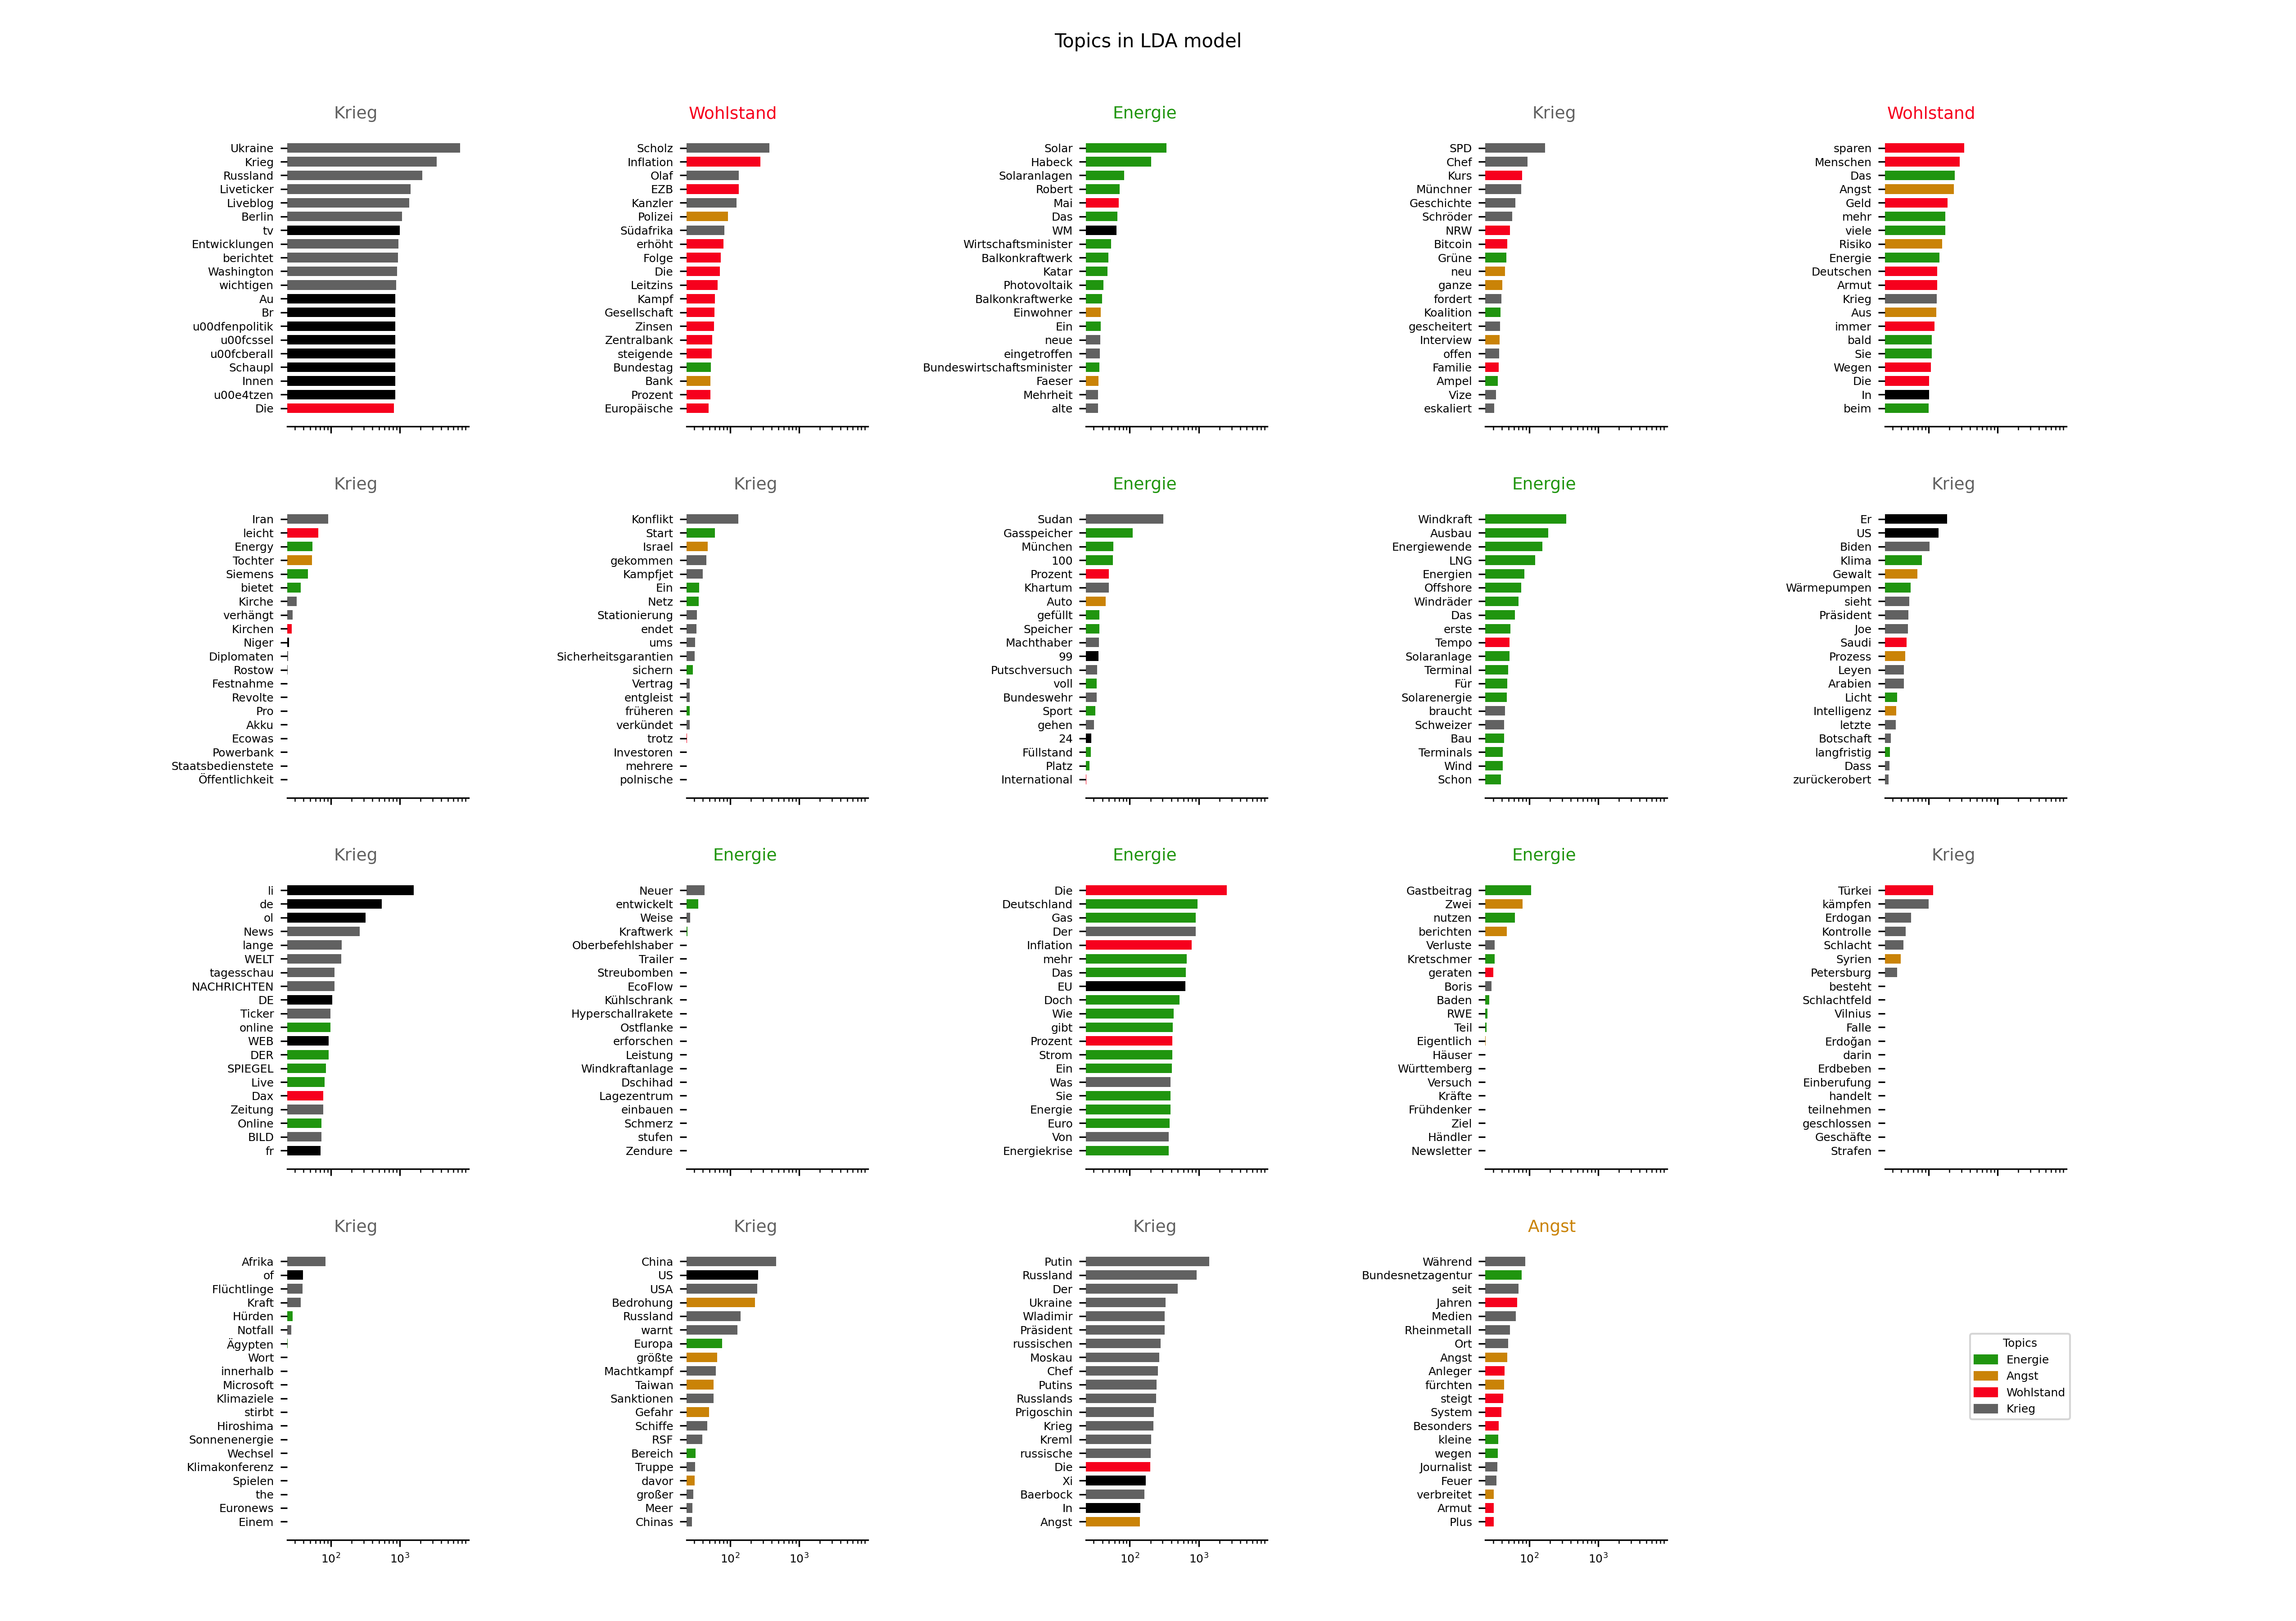 Topics in LDA model
Krieg
Ukraine
Krieg
Russland
Liveticker
Liveblog
Berlin
tv
Entwicklungen
berichtet
Washington
wichtigen
Au
Br
u00dfenpolitik
u00fcssel
u00fcberall
Schaupl
Innen
u00e4tzen
Die
Wohlstand
Scholz
Inflation
Olaf
EZB
Kanzler
Polizei
Südafrika
erhöht
Folge
Die
Leitzins
Kampf
Gesellschaft
Zinsen
Zentralbank
steigende
Bundestag
Bank
Prozent
Europäische
Energie
Solar
Habeck
Solaranlagen
Robert
Mai
Das
WM
Wirtschaftsminister
Balkonkraftwerk
Katar
Photovoltaik
Balkonkraftwerke
Einwohner
Ein
neue
eingetroffen
Bundeswirtschaftsminister
Faeser
Mehrheit
alte
Krieg
SPD
Chef
Kurs
Münchner
Geschichte
Schröder
NRW
Bitcoin
Grüne
neu
ganze
fordert
Koalition
gescheitert
Interview
offen
Familie
Ampel
Vize
eskaliert
Wohlstand
sparen
Menschen
Das
Angst
Geld
mehr
viele
Risiko
Energie
Deutschen
Armut
Krieg
Aus
immer
bald
Sie
Wegen
Die
In
beim
Krieg
Iran
leicht
Energy
Tochter
Siemens
bietet
Kirche
verhängt
Kirchen
Niger
Diplomaten
Rostow
Festnahme
Revolte
Pro
Akku
Ecowas
Powerbank
Staatsbedienstete
Öffentlichkeit
Krieg
Konflikt
Start
Israel
gekommen
Kampfjet
Ein
Netz
Stationierung
endet
ums
Sicherheitsgarantien
sichern
Vertrag
entgleist
früheren
verkündet
trotz
Investoren
mehrere
polnische
Energie
Sudan
Gasspeicher
München
100
Prozent
Khartum
Auto
gefüllt
Speicher
Machthaber
99
Putschversuch
voll
Bundeswehr
Sport
gehen
24
Füllstand
Platz
International
Energie
Windkraft
Ausbau
Energiewende
LNG
Energien
Offshore
Windräder
Das
erste
Tempo
Solaranlage
Terminal
Für
Solarenergie
braucht
Schweizer
Bau
Terminals
Wind
Schon
Krieg
Er
US
Biden
Klima
Gewalt
Wärmepumpen
sieht
Präsident
Joe
Saudi
Prozess
Leyen
Arabien
Licht
Intelligenz
letzte
Botschaft
langfristig
Dass
zurückerobert
Krieg
li
de
ol
News
lange
WELT
tagesschau
NACHRICHTEN
DE
Ticker
online
WEB
DER
SPIEGEL
Live
Dax
Zeitung
Online
BILD
fr
Energie
Neuer
entwickelt
Weise
Kraftwerk
Oberbefehlshaber
Trailer
Streubomben
EcoFlow
Kühlschrank
Hyperschallrakete
Ostflanke
erforschen
Leistung
Windkraftanlage
Dschihad
Lagezentrum
einbauen
Schmerz
stufen
Zendure
Energie
Die
Deutschland
Gas
Der
Inflation
mehr
Das
EU
Doch
Wie
gibt
Prozent
Strom
Ein
Was
Sie
Energie
Euro
Von
Energiekrise
Energie
Gastbeitrag
Zwei
nutzen
berichten
Verluste
Kretschmer
geraten
Boris
Baden
RWE
Teil
Eigentlich
Häuser
Württemberg
Versuch
Kräfte
Frühdenker
Ziel
Händler
Newsletter
Krieg
Türkei
kämpfen
Erdogan
Kontrolle
Schlacht
Syrien
Petersburg
besteht
Schlachtfeld
Vilnius
Falle
Erdoğan
darin
Erdbeben
Einberufung
handelt
teilnehmen
geschlossen
Geschäfte
Strafen
Krieg
Afrika
of
Flüchtlinge
Kraft
Hürden
Notfall
Ägypten
Wort
innerhalb
Microsoft
Klimaziele
stirbt
Hiroshima
Sonnenenergie
Wechsel
Klimakonferenz
Spielen
the
Euronews
Einem
10² 10³
Krieg
China
US
USA
Bedrohung
Russland
warnt
Europa
größte
Machtkampf
Taiwan
Sanktionen
Gefahr
Schiffe
RSF
Bereich
Truppe
davor
großer
Meer
Chinas
10² 10³
Krieg
Putin
Russland
Der
Ukraine
Wladimir
Präsident
russischen
Moskau
Chef
Putins
Russlands
Prigoschin
Krieg
Kreml
russische
Die
Xi
Baerbock
In
Angst
10² 10³
Angst
Während
Bundesnetzagentur
seit
Jahren
Medien
Rheinmetall
Ort
Angst
Anleger
fürchten
steigt
System
Besonders
kleine
wegen
Journalist
Feuer
verbreitet
Armut
Plus
10² 10³
Topics
Energie
Angst
Wohlstand
Krieg